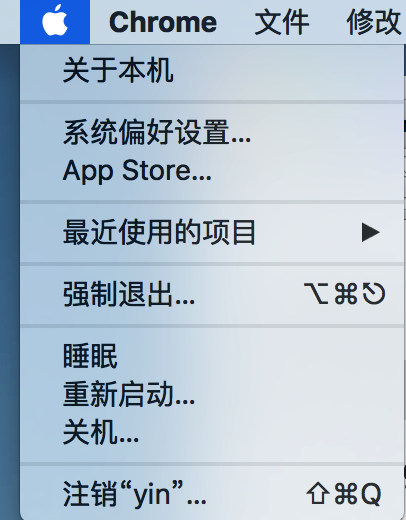 Chrome 文件 修改
关于本机
系统偏好设置...
App Store...
最近使用的项目 ▶
强制退出... ⌥⌘⎋
睡眠
重新启动...
关机...
注销“yin”... ⇧⌘Q